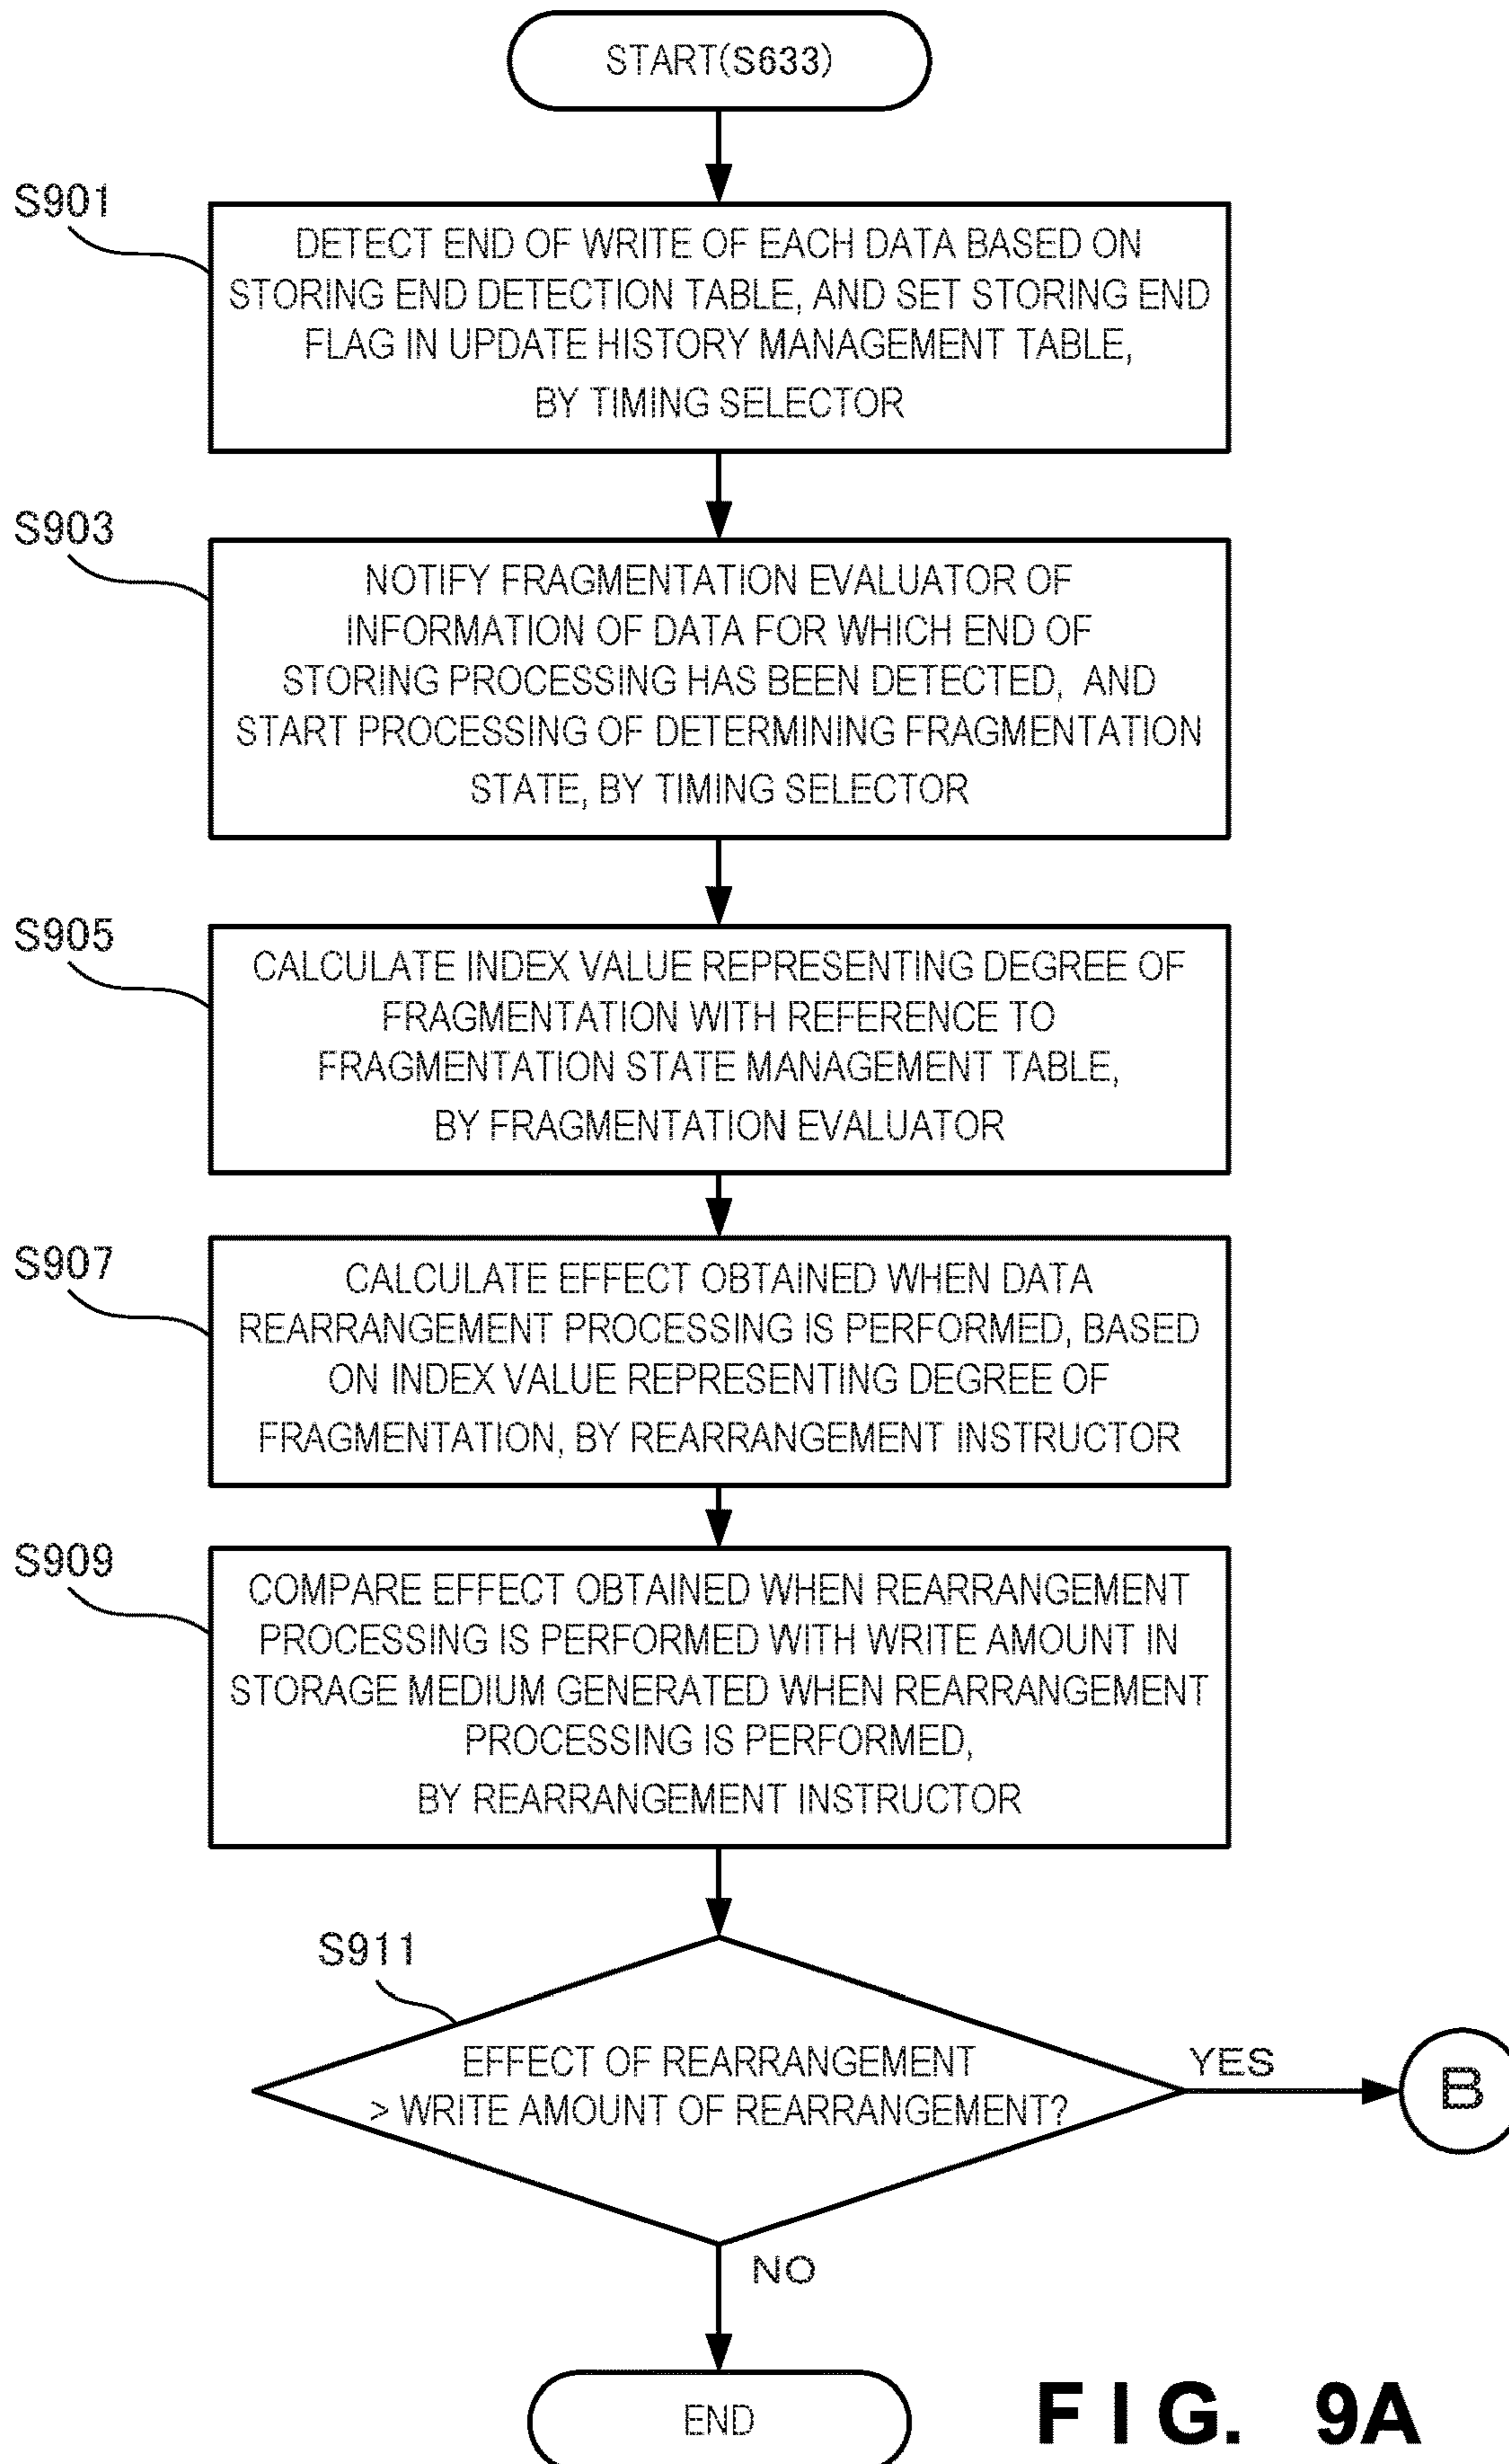 START(S633)
S901
DETECT END OF WRITE OF EACH DATA BASED ON
STORING END DETECTION TABLE, AND SET STORING END
FLAG IN UPDATE HISTORY MANAGEMENT TABLE,
BY TIMING SELECTOR
S903
NOTIFY FRAGMENTATION EVALUATOR OF
INFORMATION OF DATA FOR WHICH END OF
STORING PROCESSING HAS BEEN DETECTED, AND
START PROCESSING OF DETERMINING FRAGMENTATION
STATE, BY TIMING SELECTOR
S905
CALCULATE INDEX VALUE REPRESENTING DEGREE OF
FRAGMENTATION WITH REFERENCE TO
FRAGMENTATION STATE MANAGEMENT TABLE,
BY FRAGMENTATION EVALUATOR
S907
CALCULATE EFFECT OBTAINED WHEN DATA
REARRANGEMENT PROCESSING IS PERFORMED, BASED
ON INDEX VALUE REPRESENTING DEGREE OF
FRAGMENTATION, BY REARRANGEMENT INSTRUCTOR
S909
COMPARE EFFECT OBTAINED WHEN REARRANGEMENT
PROCESSING IS PERFORMED WITH WRITE AMOUNT IN
STORAGE MEDIUM GENERATED WHEN REARRANGEMENT
PROCESSING IS PERFORMED,
BY REARRANGEMENT INSTRUCTOR
S911
EFFECT OF REARRANGEMENT
> WRITE AMOUNT OF REARRANGEMENT?
YES
B
NO
END
FIG. 9A